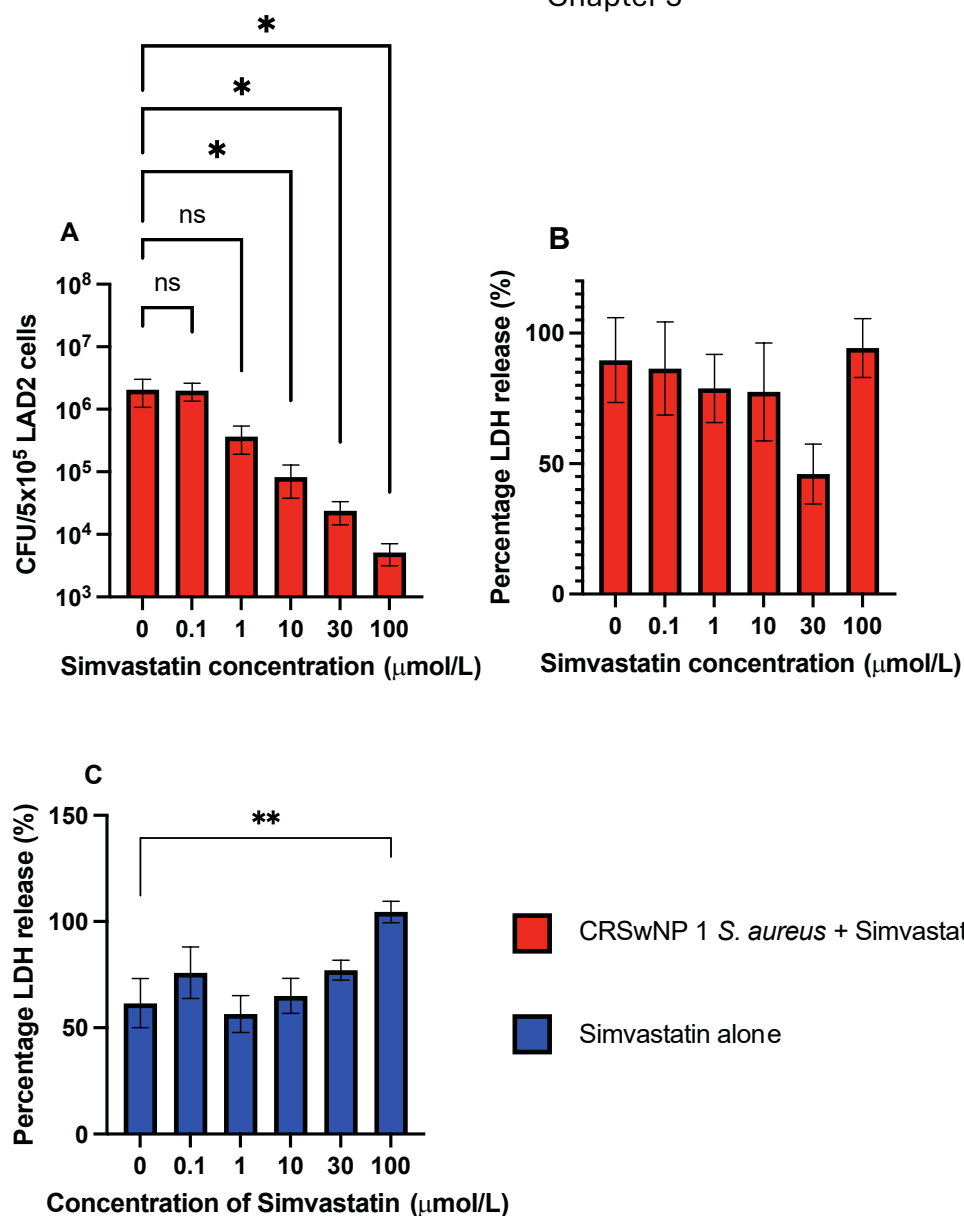 Chapter 3
*
*
*
ns
ns
A
CFU/5x10⁵ LAD2 cells
10⁸
10⁷
10⁶
10⁵
10⁴
10³
0 0.1 1 10 30 100
Simvastatin concentration (μmol/L)
B
Percentage LDH release (%)
100
50
0
0 0.1 1 10 30 100
Simvastatin concentration (μmol/L)
C
Percentage LDH release (%)
150
100
50
0
**
0 0.1 1 10 30 100
Concentration of Simvastatin (μmol/L)
CRSwNP 1 S. aureus + Simvastat
Simvastatin alone